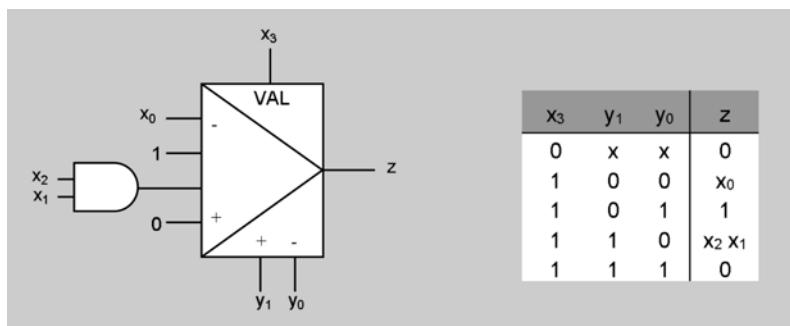 x₃
VAL
x₀
-
1
x₂
x₁
0
+
+ -
y₁ y₀
z
x₃ y₁ y₀ z
0 x x 0
1 0 0 x₀
1 0 1 1
1 1 0 x₂ x₁
1 1 1 0